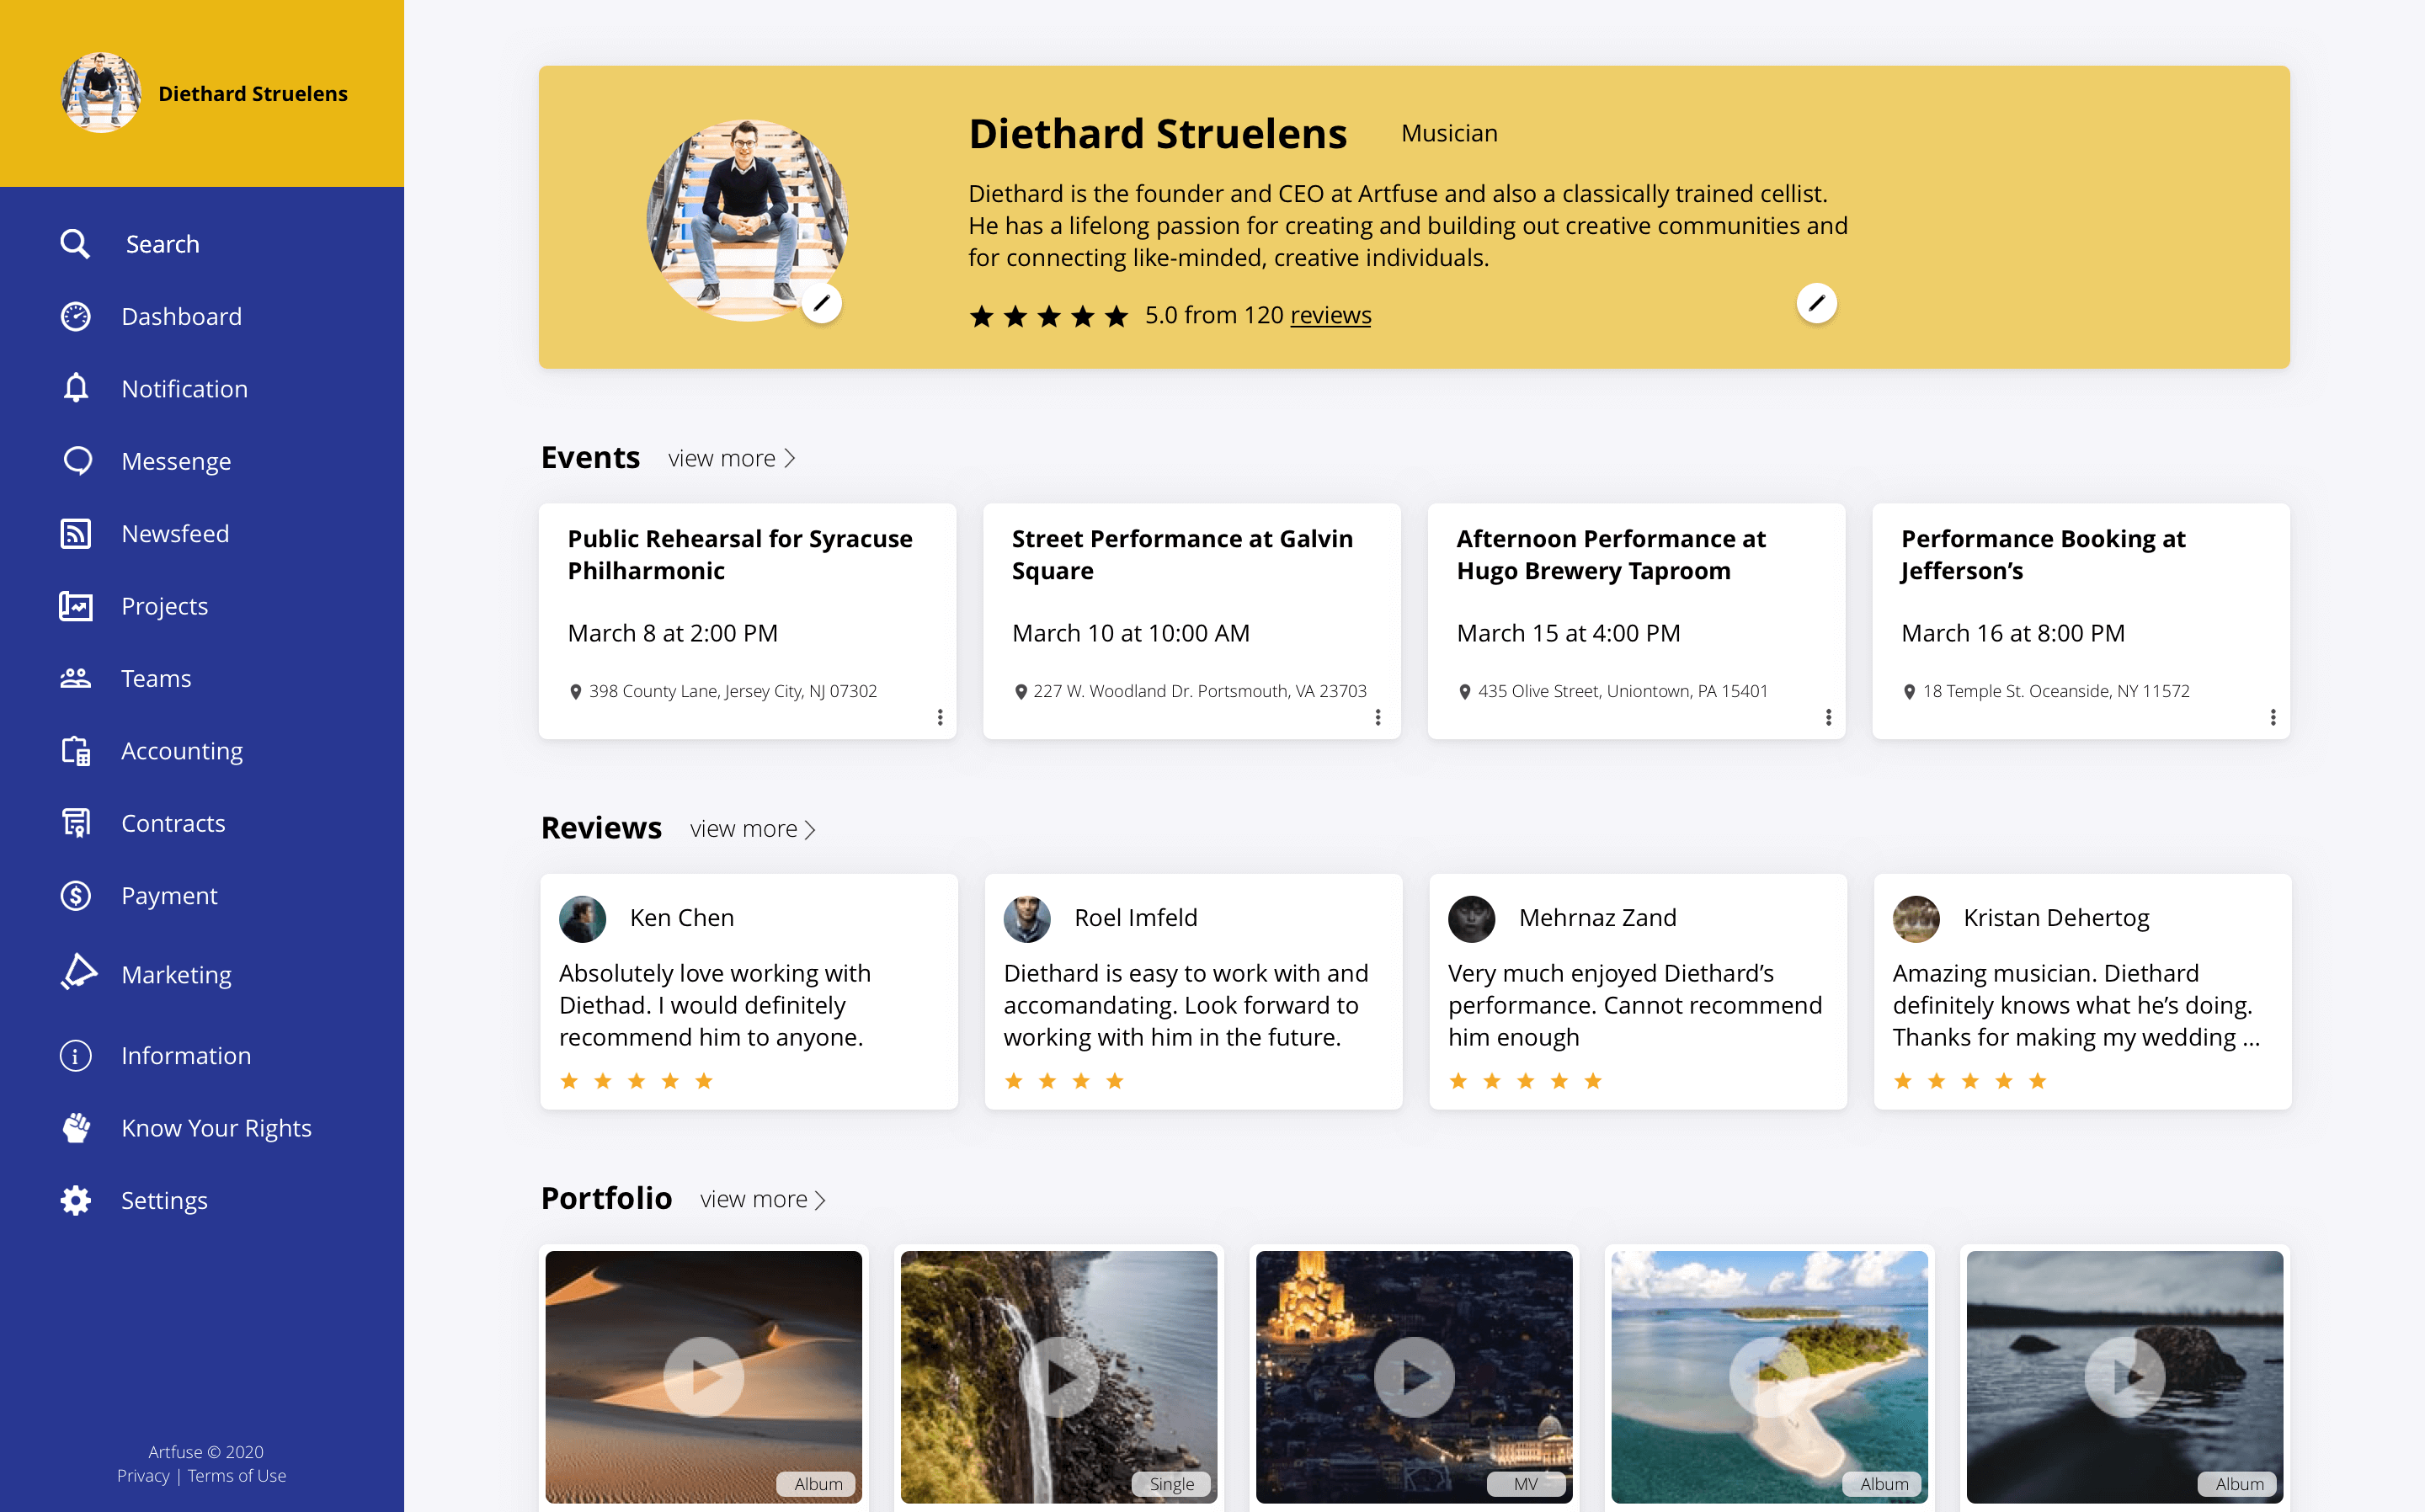 Diethard Struelens
Search
Dashboard
Notification
Messenge
Newsfeed
Projects
Teams
Accounting
Contracts
Payment
Marketing
Information
Know Your Rights
Settings
Artfuse © 2020
Privacy | Terms of Use
Diethard Struelens
Musician
Diethard is the founder and CEO at Artfuse and also a classically trained cellist.
He has a lifelong passion for creating and building out creative communities and
for connecting like-minded, creative individuals.
5.0 from 120 reviews
Events
view more
Public Rehearsal for Syracuse
Philharmonic
March 8 at 2:00 PM
398 County Lane, Jersey City, NJ 07302
Street Performance at Galvin
Square
March 10 at 10:00 AM
227 W. Woodland Dr. Portsmouth, VA 23703
Afternoon Performance at
Hugo Brewery Taproom
March 15 at 4:00 PM
435 Olive Street, Uniontown, PA 15401
Performance Booking at
Jefferson’s
March 16 at 8:00 PM
18 Temple St. Oceanside, NY 11572
Reviews
view more
Ken Chen
Absolutely love working with
Diethad. I would definitely
recommend him to anyone.
Roel Imfeld
Diethard is easy to work with and
accomandating. Look forward to
working with him in the future.
Mehrnaz Zand
Very much enjoyed Diethard’s
performance. Cannot recommend
him enough
Kristan Dehertog
Amazing musician. Diethard
definitely knows what he’s doing.
Thanks for making my wedding ...
Portfolio
view more
Album
Single
MV
Album
Album